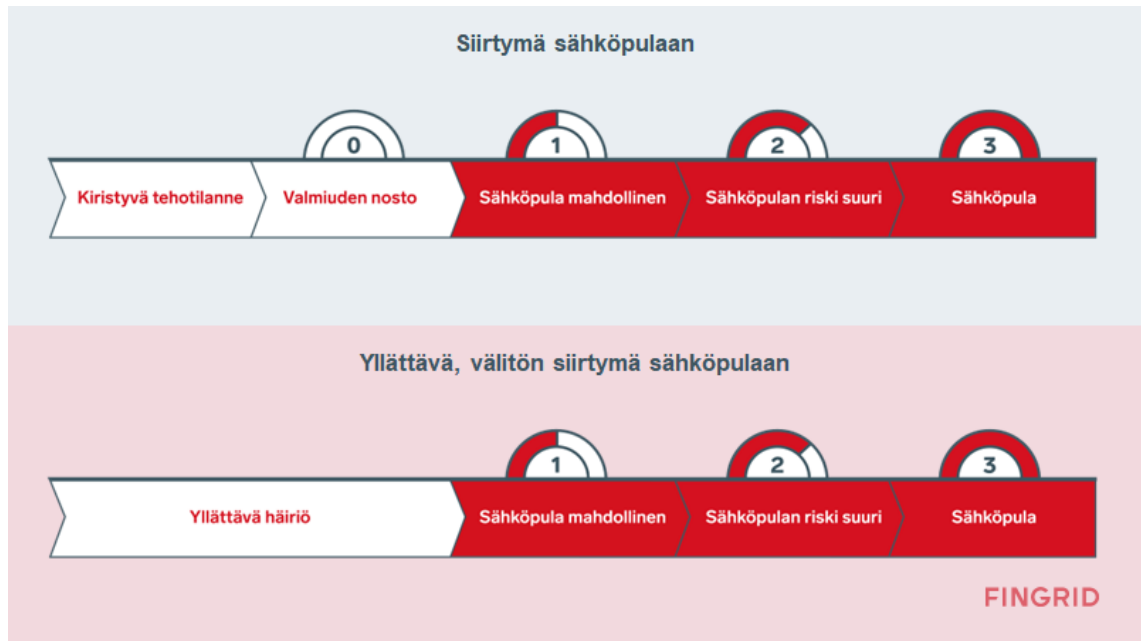 Siirtymä sähköpulaan
0
1
2
3
Kiristyvä tehotilanne
Valmiuden nosto
Sähköpula mahdollinen
Sähköpulan riski suuri
Sähköpula
Yllättävä, välitön siirtymä sähköpulaan
1
2
3
Yllättävä häiriö
Sähköpula mahdollinen
Sähköpulan riski suuri
Sähköpula
FINGRID